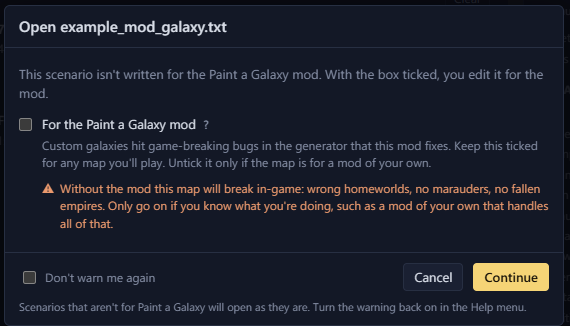 Open example_mod_galaxy.txt
This scenario isn't written for the Paint a Galaxy mod. With the box ticked, you edit it for the
mod.
For the Paint a Galaxy mod ?
Custom galaxies hit game-breaking bugs in the generator that this mod fixes. Keep this ticked
for any map you'll play. Untick it only if the map is for a mod of your own.
⚠ Without the mod this map will break in-game: wrong homeworlds, no marauders, no fallen
empires. Only go on if you know what you're doing, such as a mod of your own that handles
all of that.
Don't warn me again
Cancel
Continue
Scenarios that aren't for Paint a Galaxy will open as they are. Turn the warning back on in the Help menu.